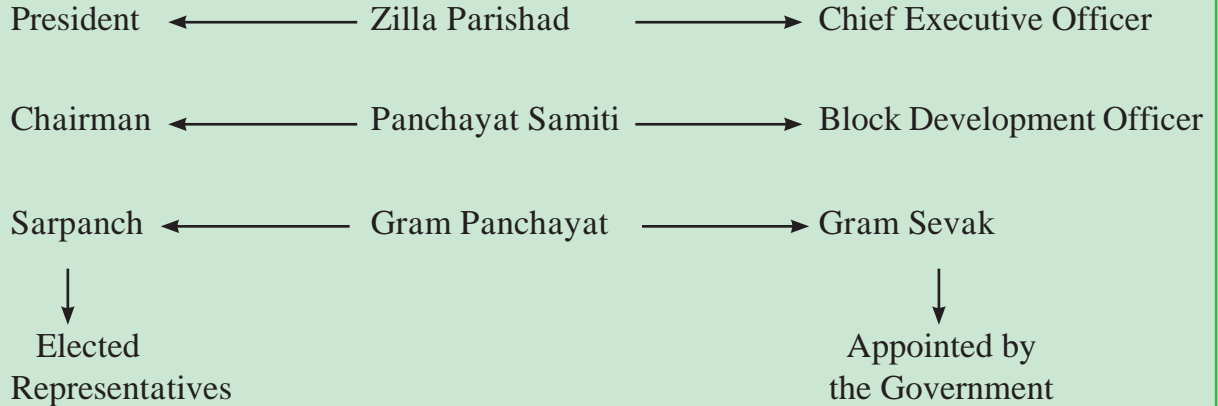 President Zilla Parishad Chief Executive Officer
Chairman Panchayat Samiti Block Development Officer
Sarpanch Gram Panchayat Gram Sevak
Elected Appointed by
Representatives the Government